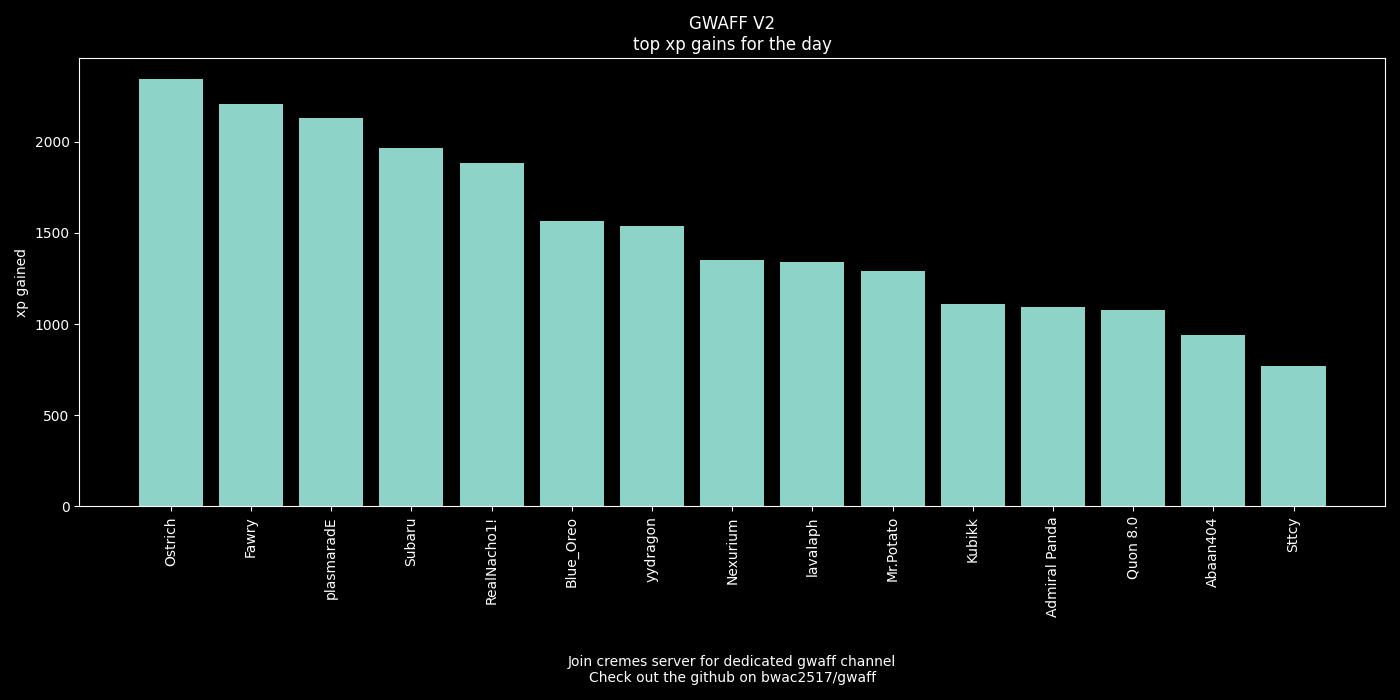 GWAFF V2
top xp gains for the day
xp gained
2000
1500
1000
500
0
Ostrich
Fawry
plasmaradE
Subaru
RealNacho1!
Blue_Oreo
yydragon
Nexurium
lavalaph
Mr.Potato
Kubikk
Admiral Panda
Quon 8.0
Abaan404
Sttcy
Join cremes server for dedicated gwaff channel
Check out the github on bwac2517/gwaff